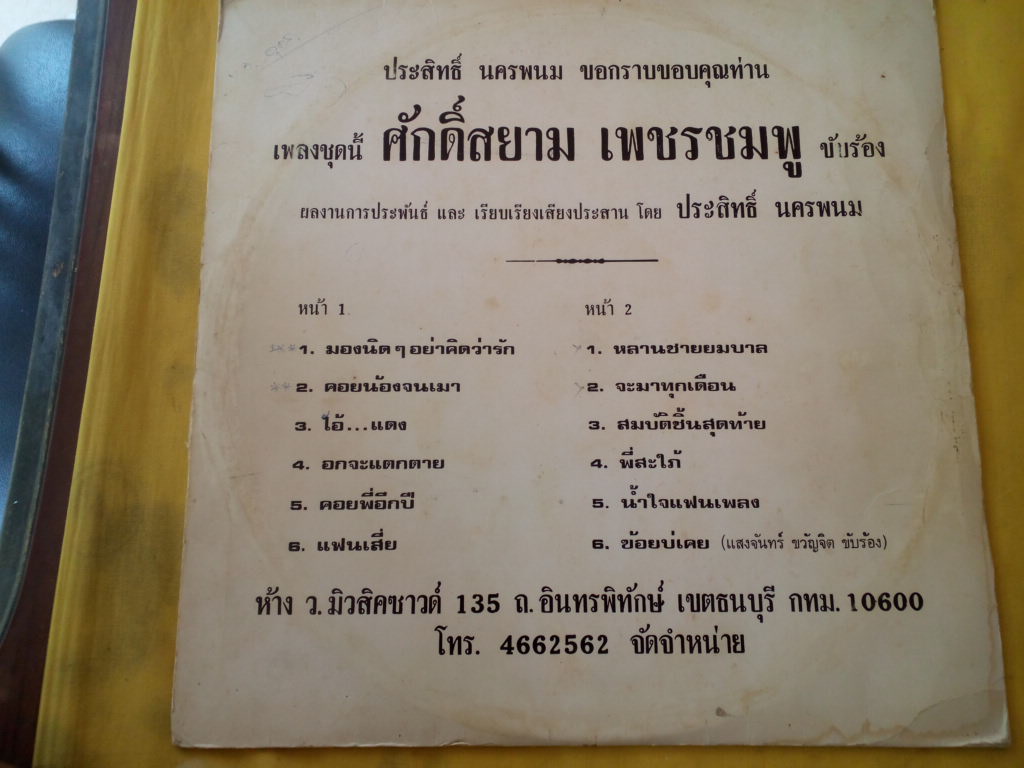 ประสิทธิ์ นครพนม ขอกราบขอบคุณท่าน
เพลงชุดนี้ ศักดิ์สยาม เพชรชมพู ขับร้อง
ผลงานการประพันธ์ และ เรียบเรียงเสียงประสาน โดย ประสิทธิ์ นครพนม
หน้า 1
1. มองนิดๆอย่าคิดว่ารัก
2. คอยน้องจนเมา
3. ไอ้...แดง
4. อกจะแตกตาย
5. คอยพี่อีกปี
6. แฟนเสี่ย
หน้า 2
1. หลานชายยมบาล
2. จะมาทุกเดือน
3. สมบัติชิ้นสุดท้าย
4. พี่สะใภ้
5. น้ำใจแฟนเพลง
6. ข้อยบ่เคย (แสงจันทร์ ขวัญจิต ขับร้อง)
ห้าง ว.มิวสิคซาวด์ 135 ถ.อินทรพิทักษ์ เขตธนบุรี กทม. 10600
โทร. 4662562 จัดจำหน่าย